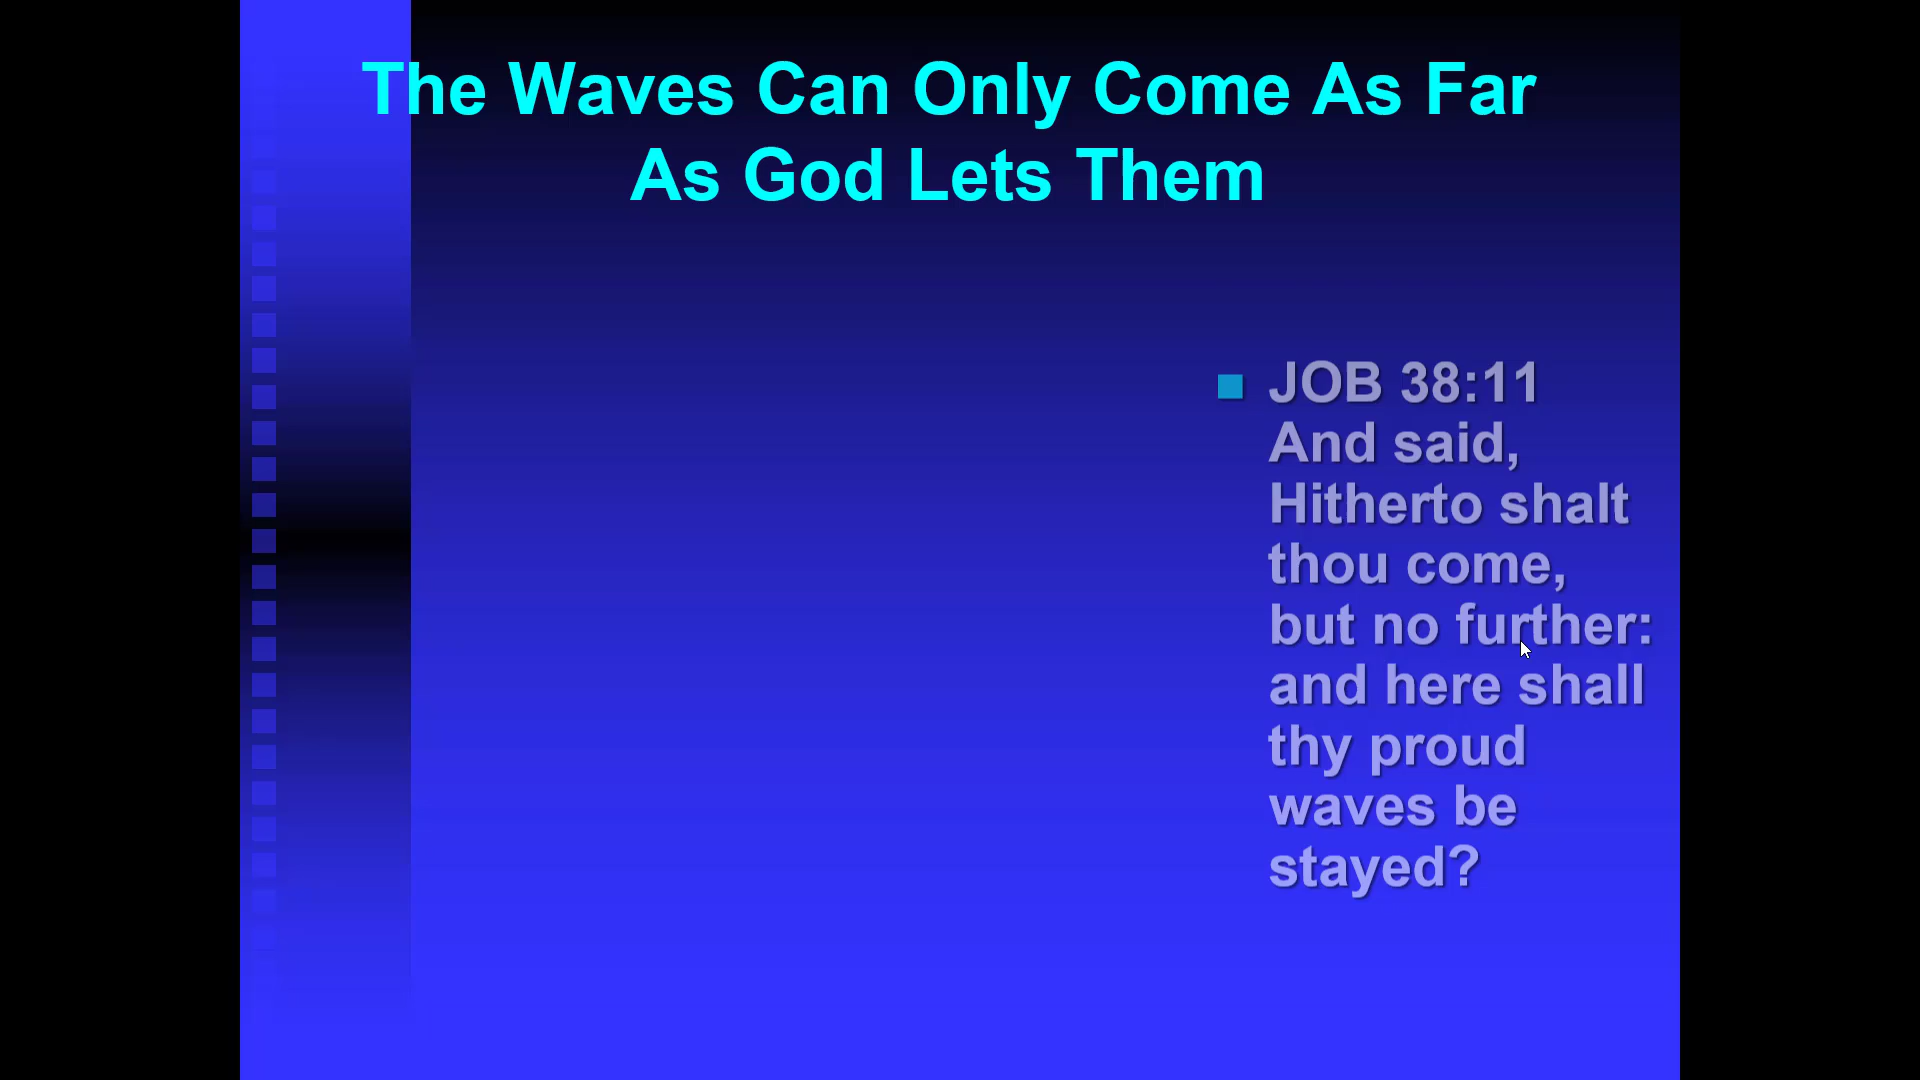 The Waves Can Only Come As Far
As God Lets Them
JOB 38:11
And said,
Hitherto shalt
thou come,
but no further:
and here shall
thy proud
waves be
stayed?